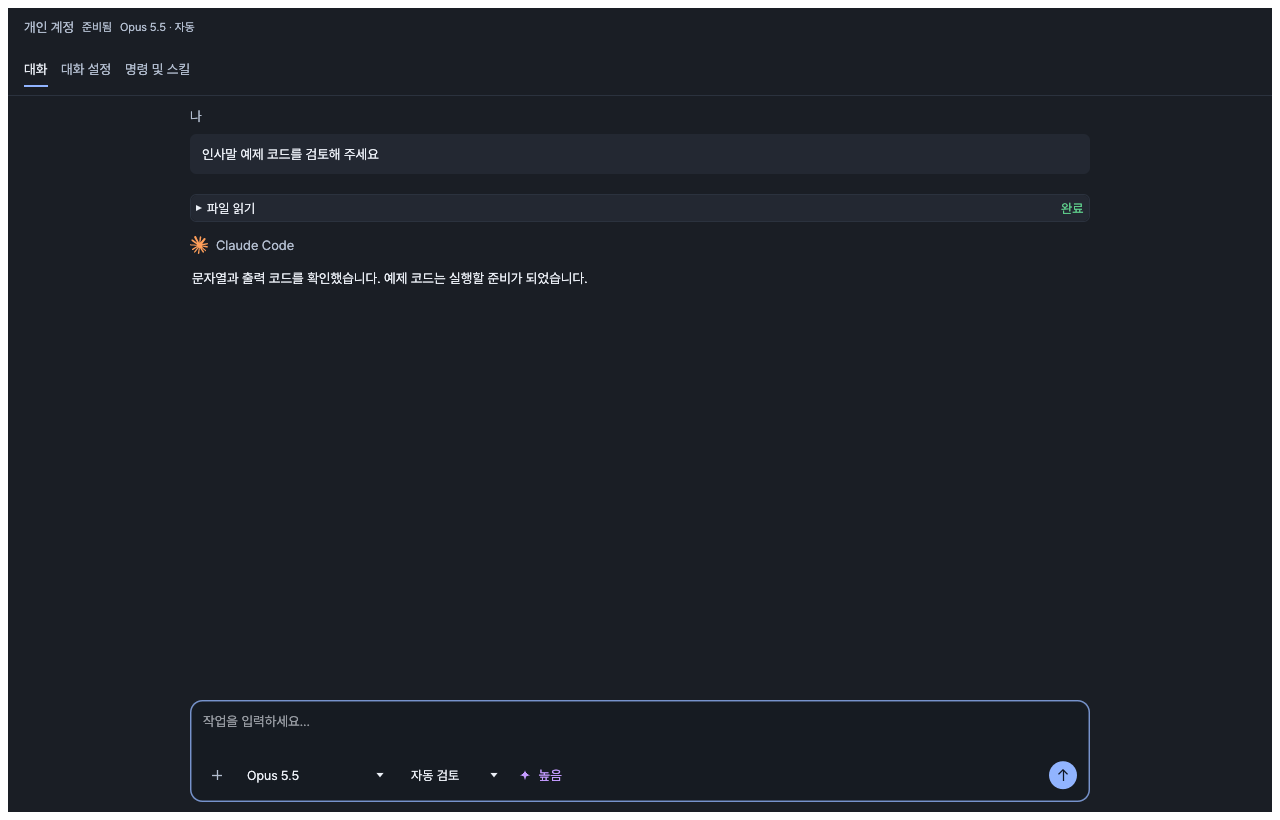 개인 계정 준비됨 Opus 5.5 · 자동
대화 대화 설정 명령 및 스킬
나
인사말 예제 코드를 검토해 주세요
파일 읽기 완료
Claude Code
문자열과 출력 코드를 확인했습니다. 예제 코드는 실행할 준비가 되었습니다.
작업을 입력하세요...
Opus 5.5 자동 검토 높음